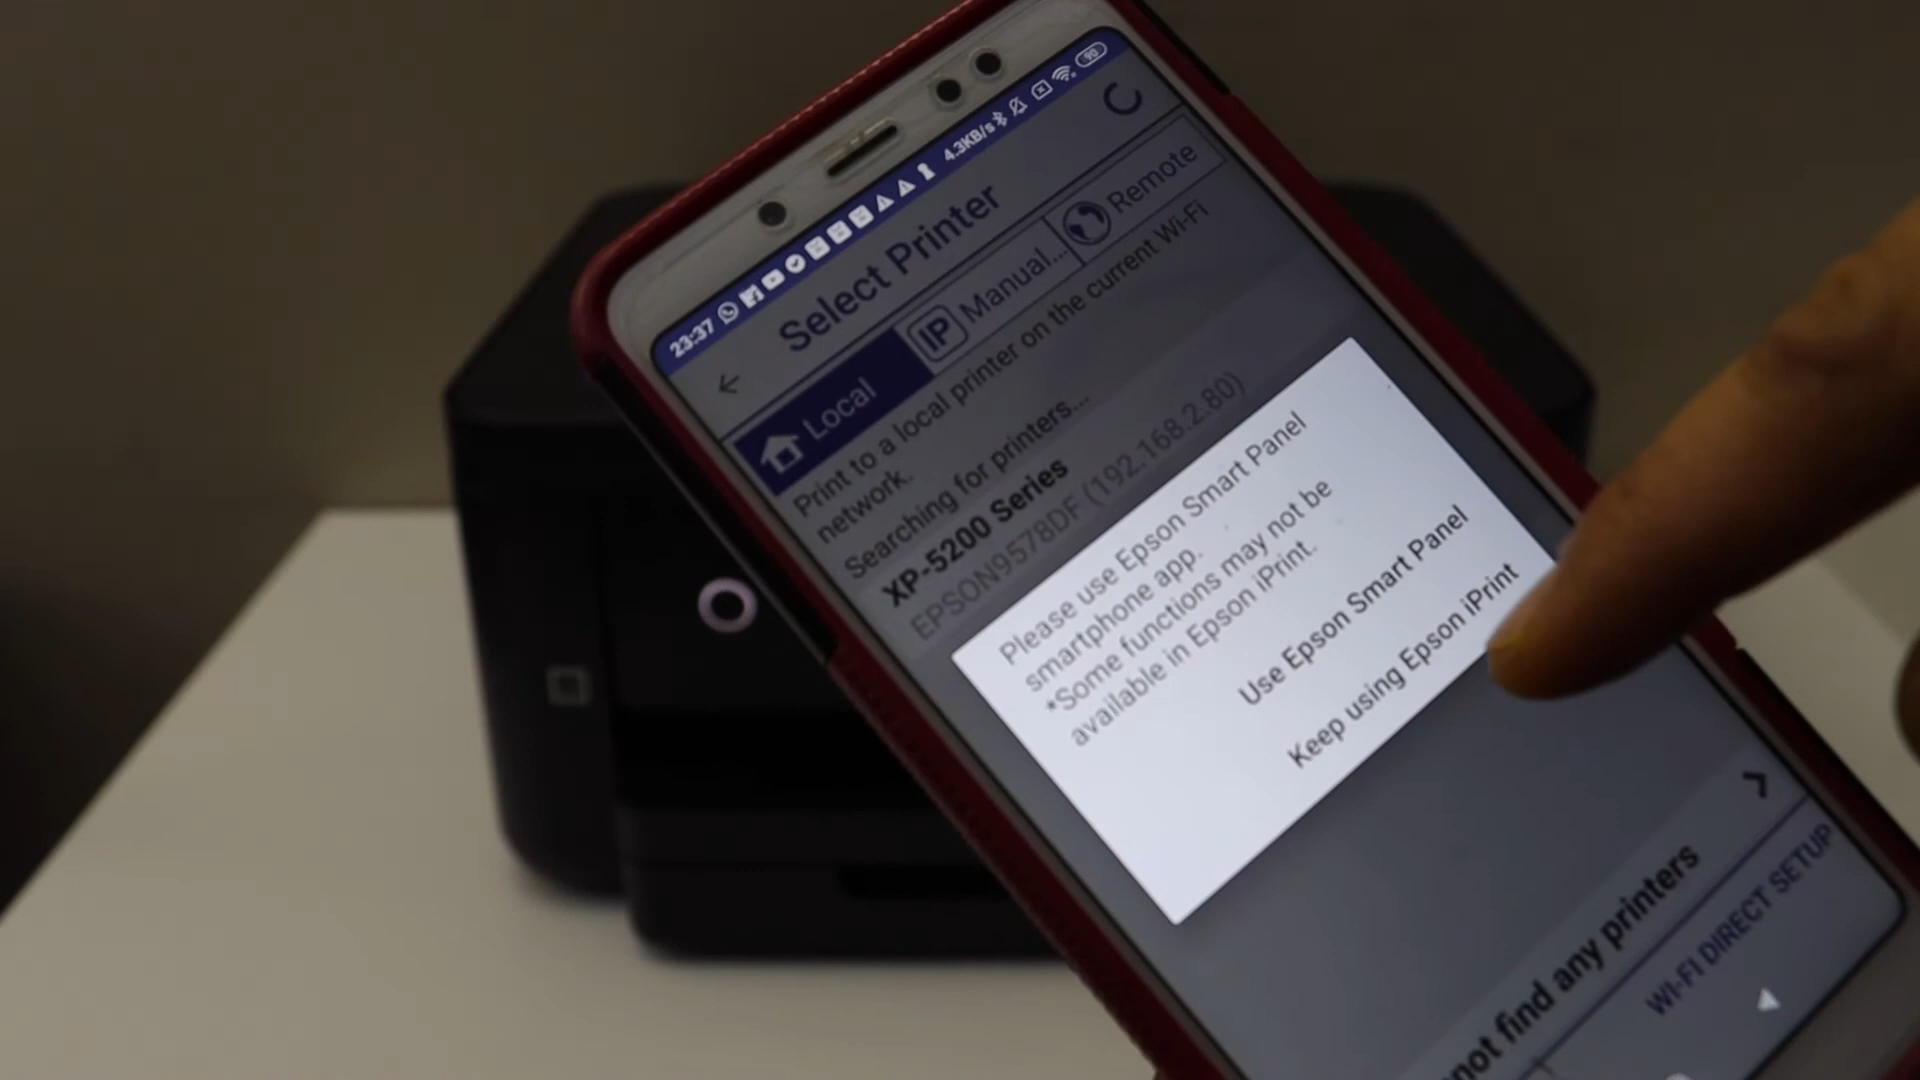 23:37 4.3KB/s 90
Select Printer
Local
IP Manual...
Remote
Print to a local printer on the current Wi-Fi
network.
Searching for printers...
XP-5200 Series
EPSON9578DF (192.168.2.80)
Please use Epson Smart Panel
smartphone app.
*Some functions may not be
available in Epson iPrint.
Use Epson Smart Panel
Keep using Epson iPrint
not find any printers
WI-FI DIRECT SETUP